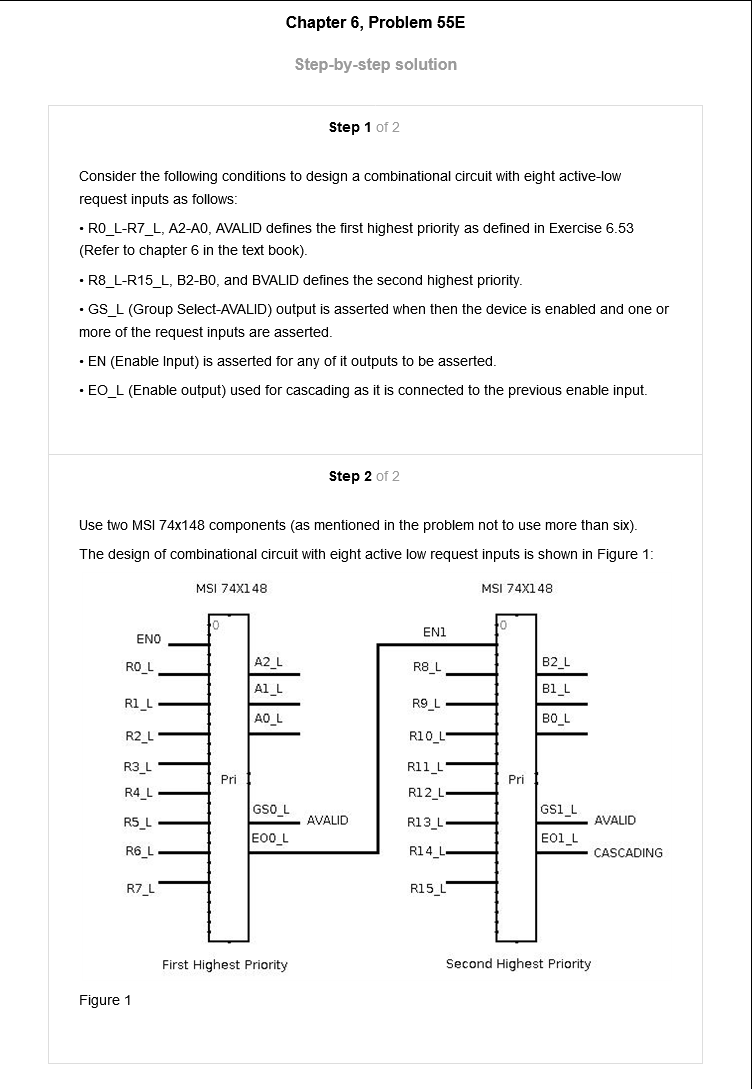 Chapter 6, Problem 55E
Step-by-step solution
Step 1 of 2
Consider the following conditions to design a combinational circuit with eight active-low
request inputs as follows:
• R0_L-R7_L, A2-A0, AVALID defines the first highest priority as defined in Exercise 6.53
(Refer to chapter 6 in the text book).
• R8_L-R15_L, B2-B0, and BVALID defines the second highest priority.
• GS_L (Group Select-AVALID) output is asserted when then the device is enabled and one or
more of the request inputs are asserted.
• EN (Enable Input) is asserted for any of it outputs to be asserted.
• EO_L (Enable output) used for cascading as it is connected to the previous enable input.
Step 2 of 2
Use two MSI 74x148 components (as mentioned in the problem not to use more than six).
The design of combinational circuit with eight active low request inputs is shown in Figure 1:
MSI 74X148
0
EN0
R0_L
R1_L
R2_L
R3_L
R4_L
R5_L
R6_L
R7_L
Pri
A2_L
A1_L
A0_L
GS0_L
AVALID
EO0_L
First Highest Priority
MSI 74X148
0
EN1
R8_L
R9_L
R10_L
R11_L
R12_L
R13_L
R14_L
R15_L
Pri
B2_L
B1_L
B0_L
GS1_L
AVALID
EO1_L
CASCADING
Second Highest Priority
Figure 1